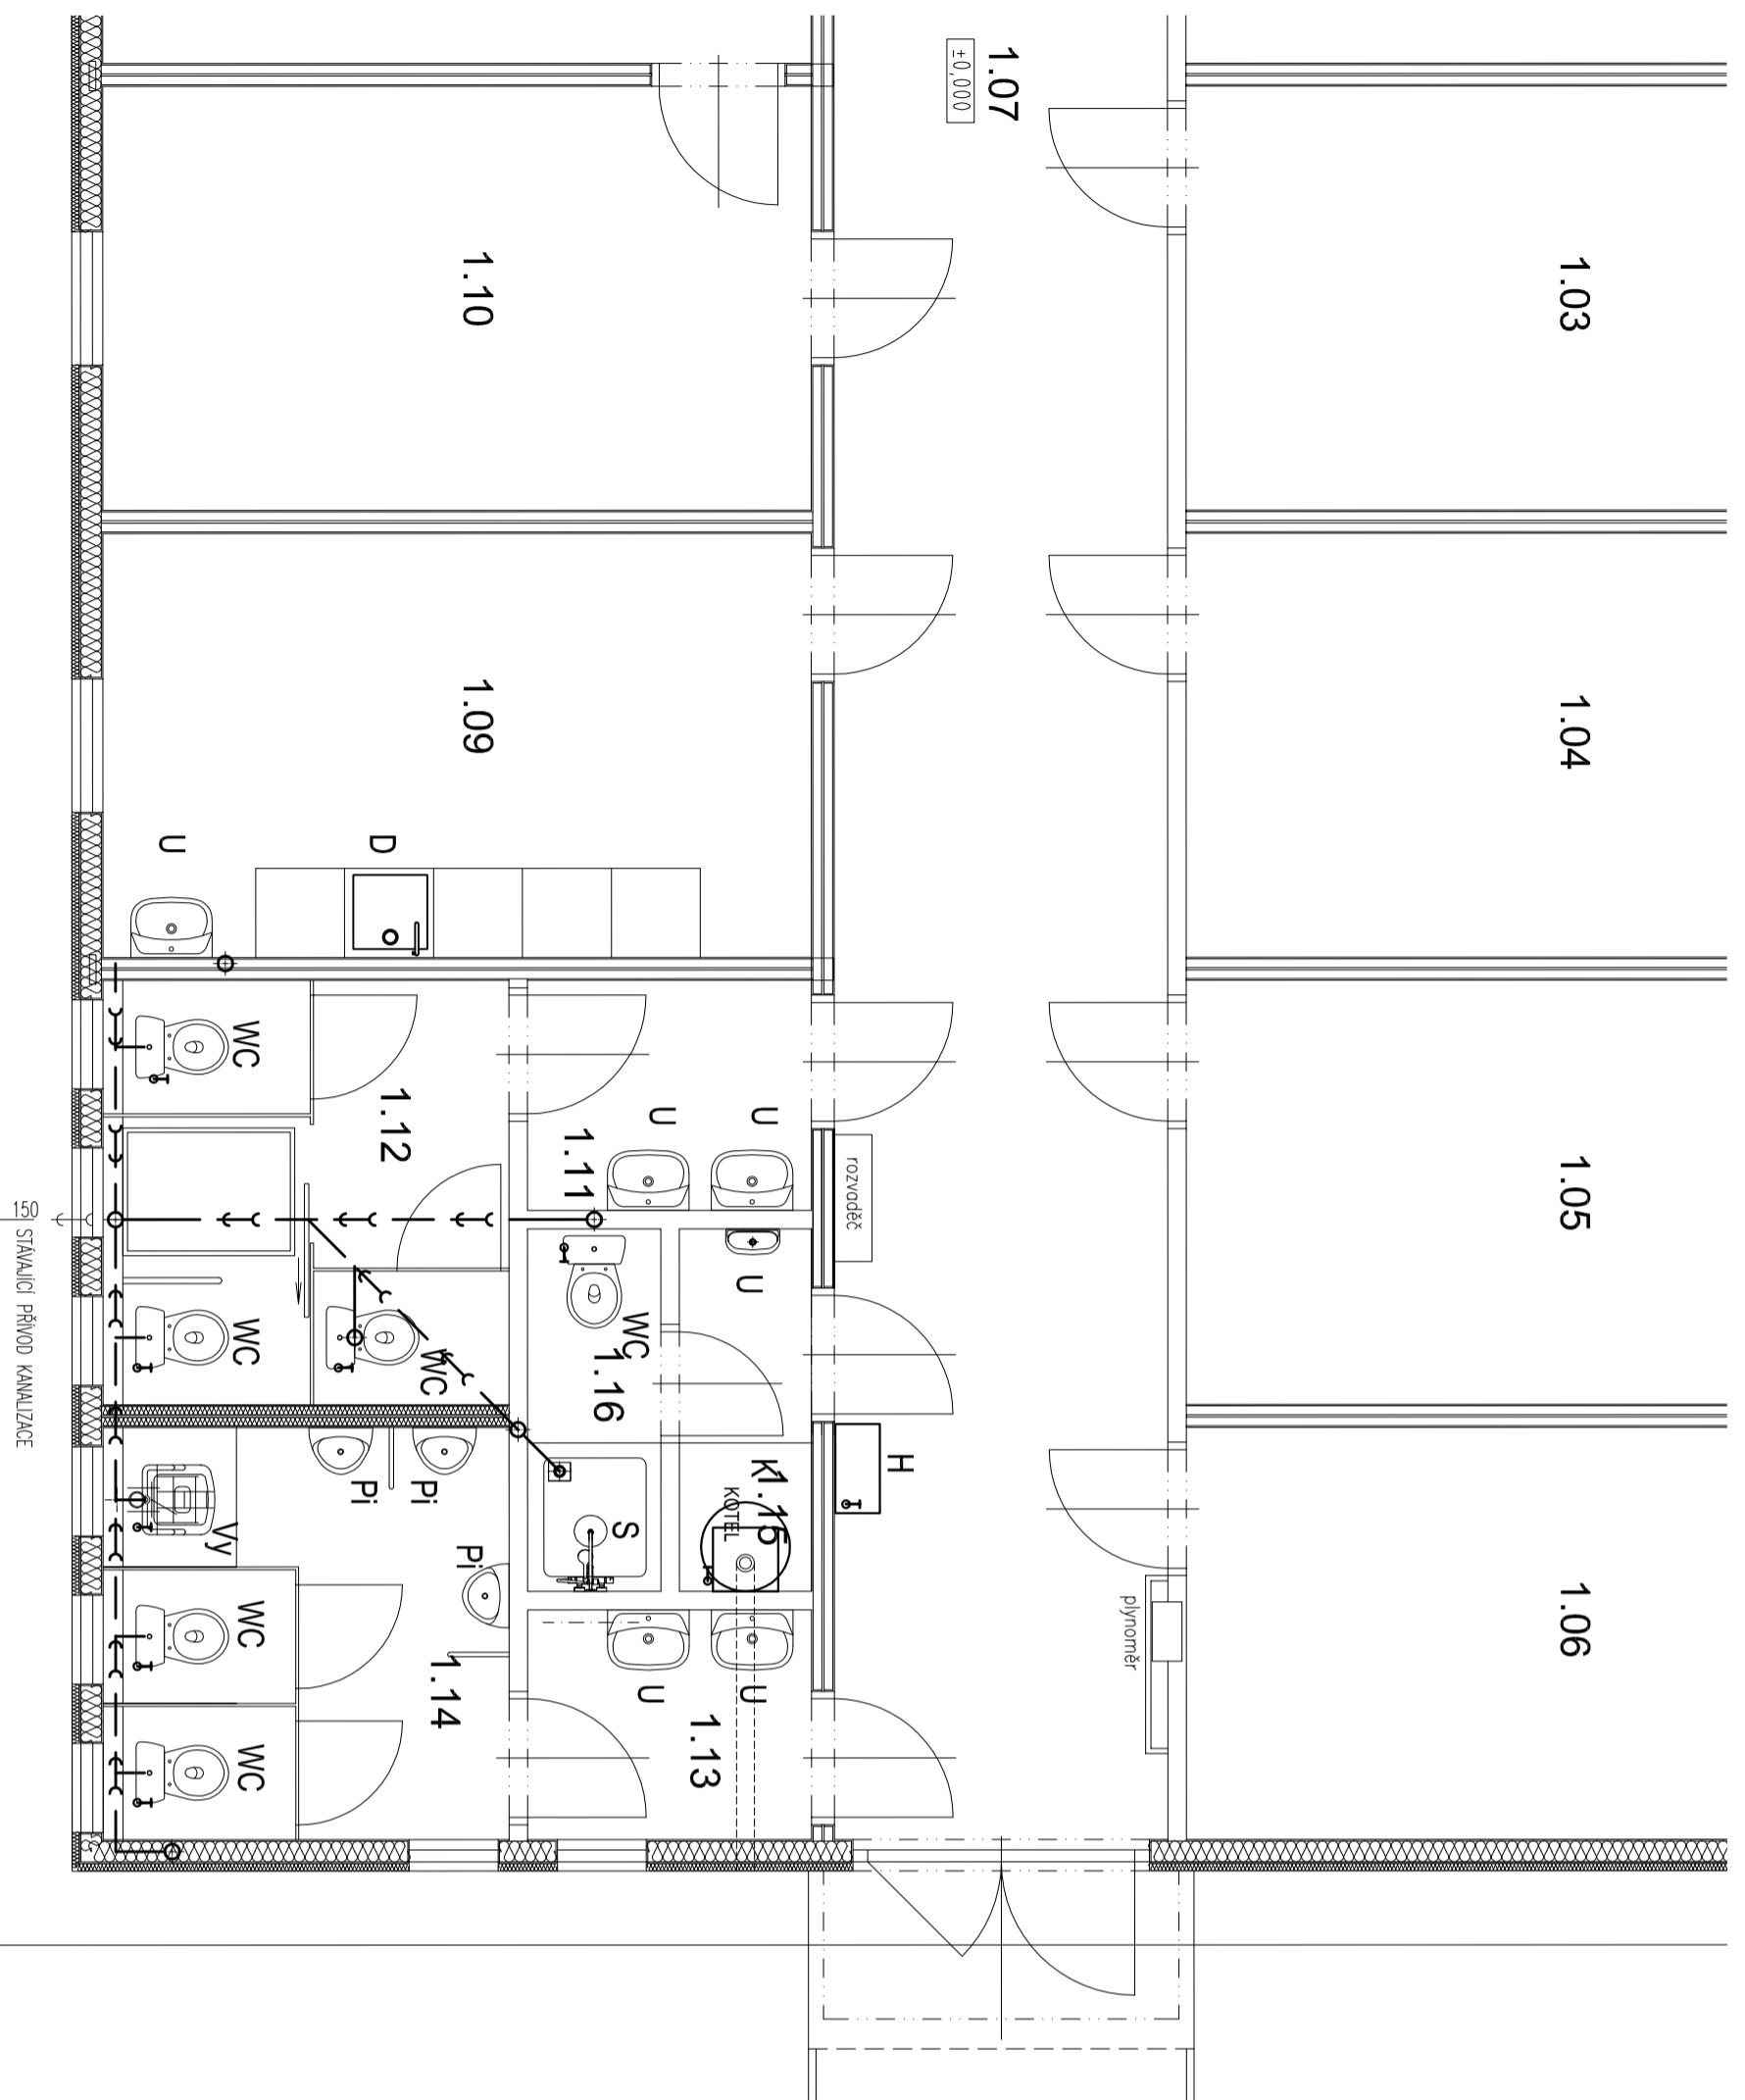 1.03
1.04
1.05
1.06
1.07
±0,000
1.10
1.09
U
D
WC
1.12
1.11
U
U
rozvaděč
U
WC
1.16
WC
WC
H
K
1.15
KOTEL
S
Pi
Pi
Pi
Vy
WC
WC
1.14
U
U
1.13
plynoměr
150
STÁVAJÍCÍ PŘÍVOD KANALIZACE